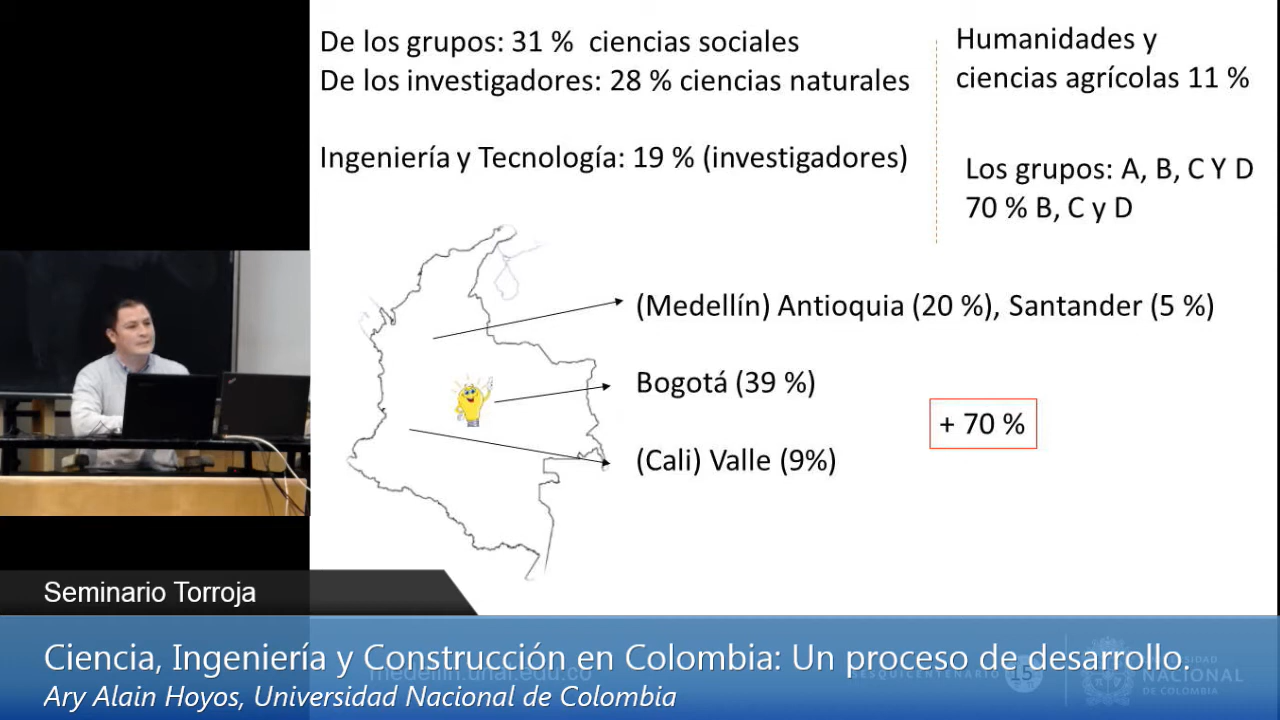 De los grupos: 31 % ciencias sociales
De los investigadores: 28 % ciencias naturales
Ingeniería y Tecnología: 19 % (investigadores)
Humanidades y
ciencias agrícolas 11 %
Los grupos: A, B, C Y D
70 % B, C y D
(Medellín) Antioquia (20 %), Santander (5 %)
Bogotá (39 %)
+ 70 %
(Cali) Valle (9%)
Seminario Torroja
Ciencia, Ingeniería y Construcción en Colombia: Un proceso de desarrollo.
medellin.unal.edu.co
SESQUICENTENARIO
15
UNIVERSIDAD
NACIONAL
DE COLOMBIA
Ary Alain Hoyos, Universidad Nacional de Colombia